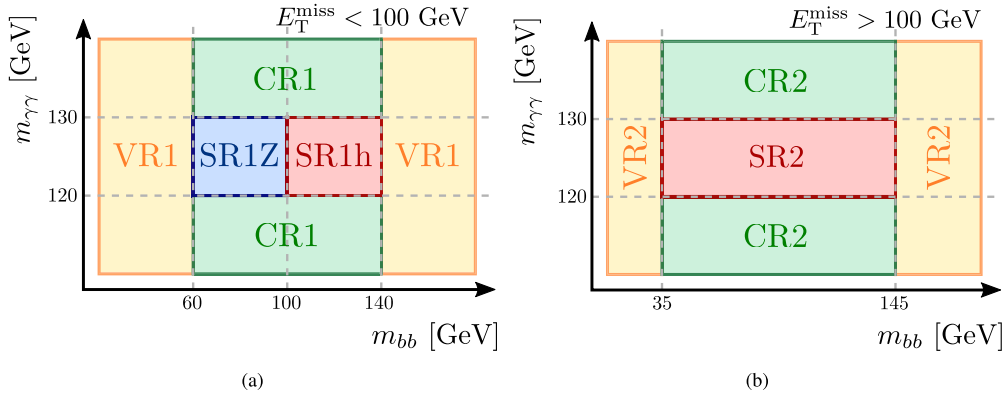 E_T^miss < 100 GeV
m_γγ [GeV]
130
120
CR1
VR1 SR1Z SR1h VR1
CR1
60 100 140
m_bb [GeV]
(a)
E_T^miss > 100 GeV
m_γγ [GeV]
130
120
CR2
VR2 SR2 VR2
CR2
35 145
m_bb [GeV]
(b)